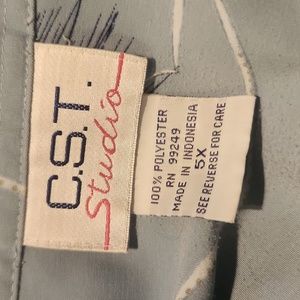 C.S.T.
Studio
100% POLYESTER
RN 99249
MADE IN INDONESIA
5X
SEE REVERSE FOR CARE